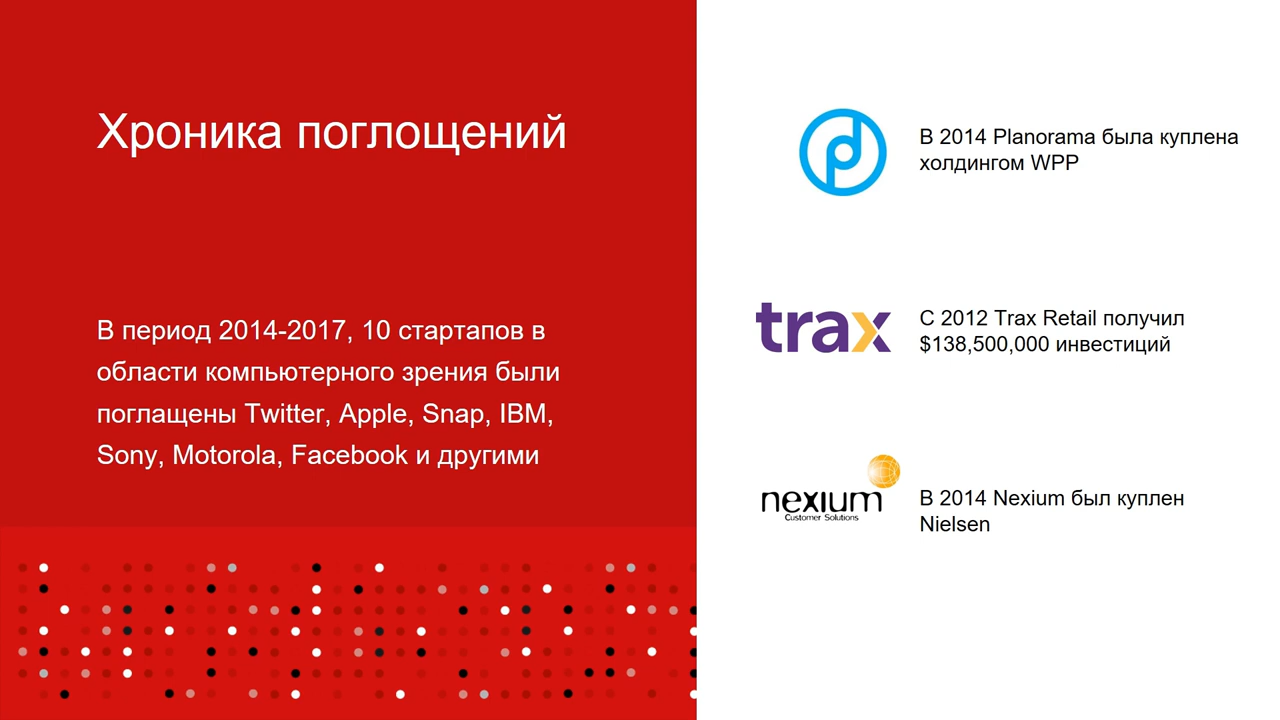 Хроника поглощений
В период 2014-2017, 10 стартапов в
области компьютерного зрения были
поглащены Twitter, Apple, Snap, IBM,
Sony, Motorola, Facebook и другими
В 2014 Planorama была куплена
холдингом WPP
trax
С 2012 Trax Retail получил
$138,500,000 инвестиций
nexium
Customer Solutions
В 2014 Nexium был куплен
Nielsen